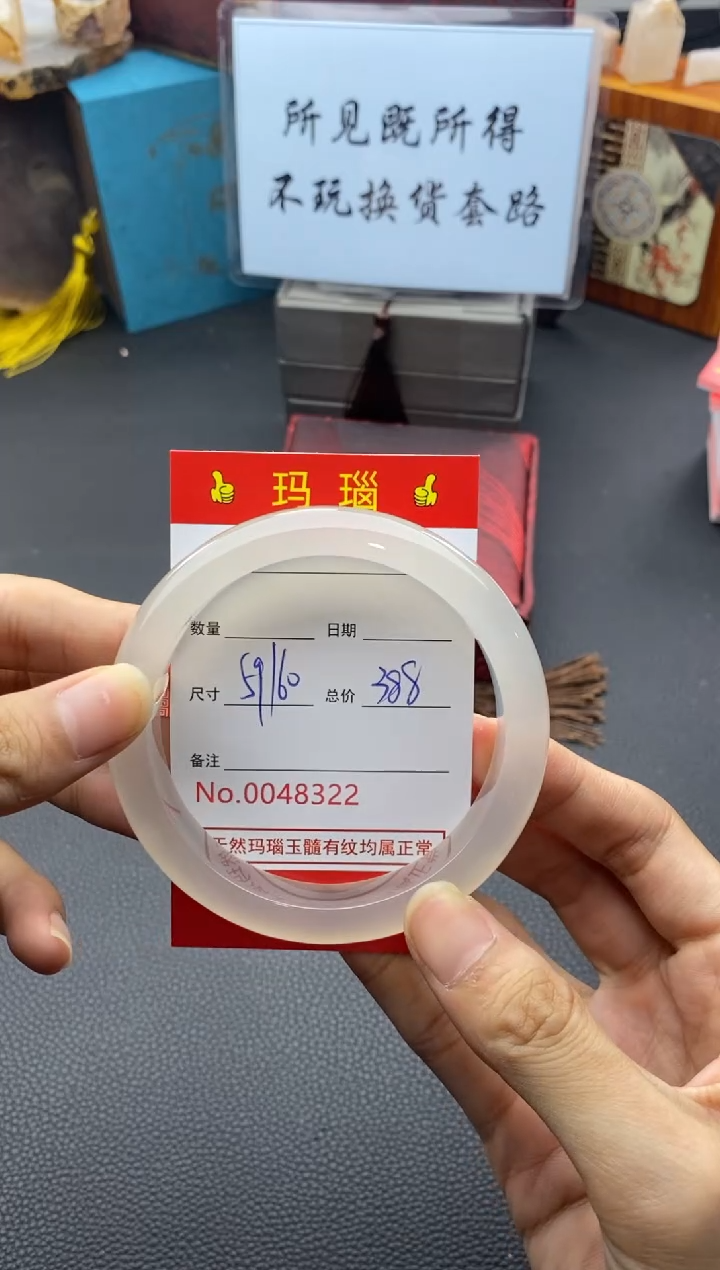 所见既所得
不玩换货套路
玛瑙
数量 日期
尺寸 59/60 总价 388
备注
No.0048322
天然玛瑙玉髓有纹均属正常